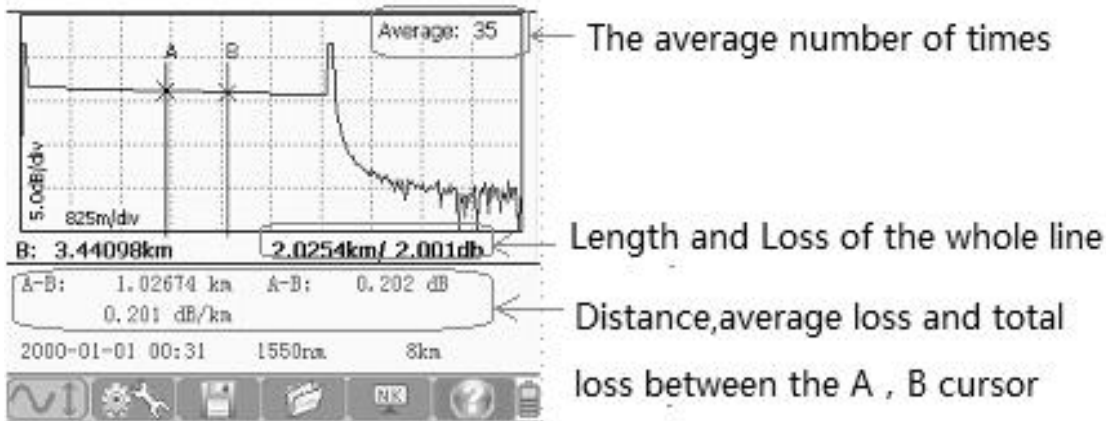 Average: 35
The average number of times
A B
5.0dB/div
825m/div
B: 3.44098km 2.0254km/ 2.001db
Length and Loss of the whole line
A-B: 1.02674 km A-B: 0.202 dB
0.201 dB/km
Distance,average loss and total
loss between the A , B cursor
2000-01-01 00:31 1550nm 8km
NK
?